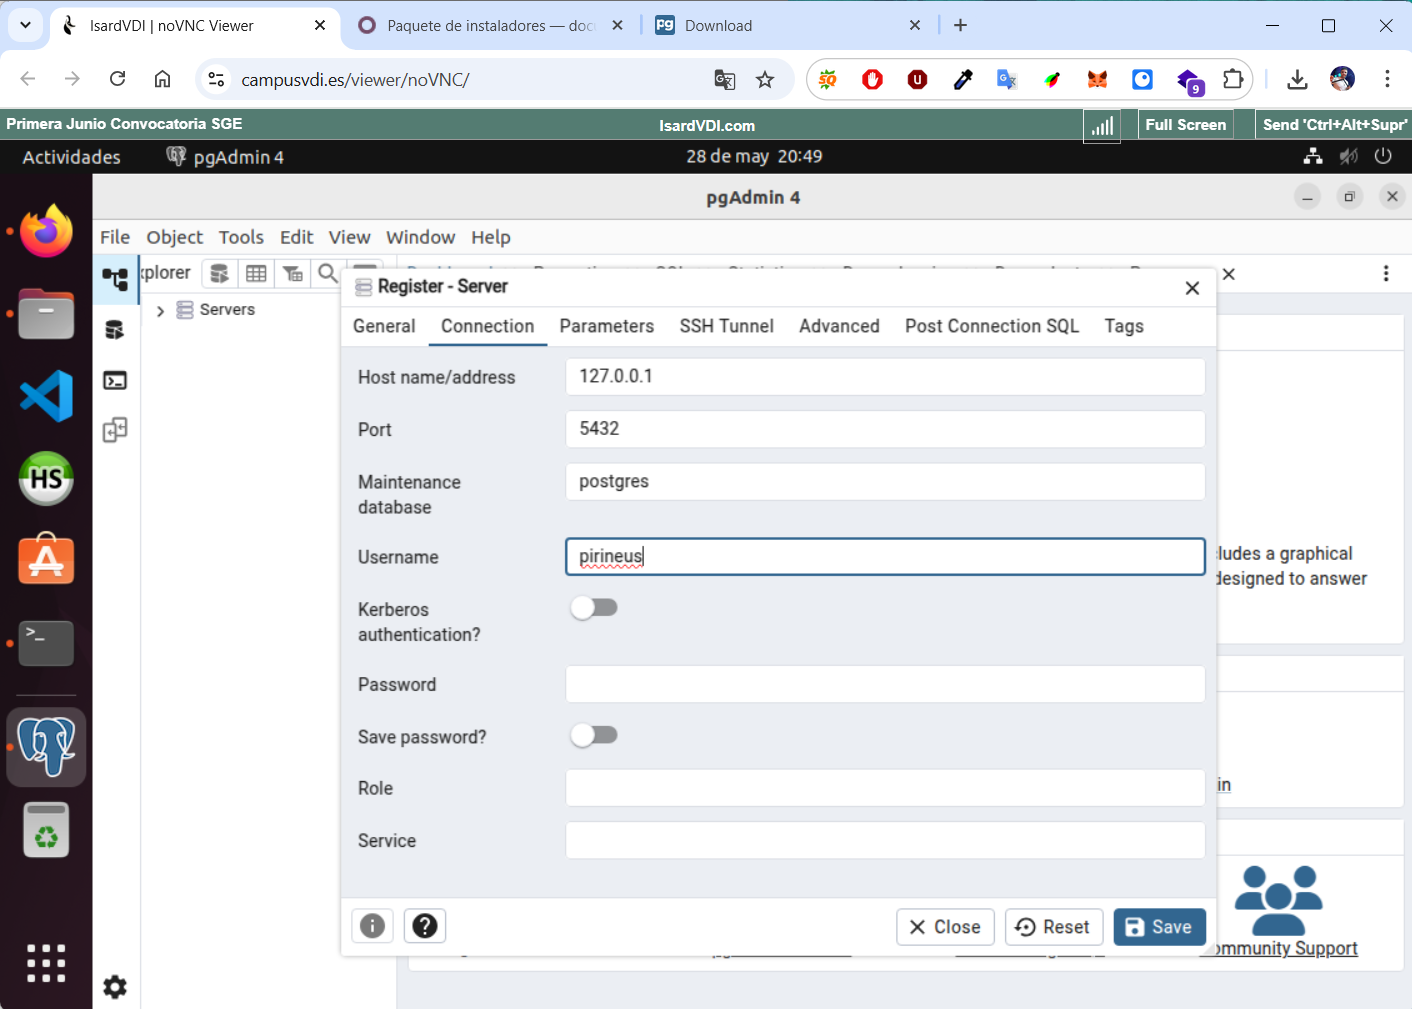 IsardVDI | noVNC Viewer
Paquete de instaladores — doc
Download
campusvdi.es/viewer/noVNC/
9
Primera Junio Convocatoria SGE
IsardVDI.com
Full Screen
Send 'Ctrl+Alt+Supr'
Actividades
pgAdmin 4
28 de may 20:49
pgAdmin 4
File Object Tools Edit View Window Help
xplorer
Servers
Register - Server
General Connection Parameters SSH Tunnel Advanced Post Connection SQL Tags
Host name/address
127.0.0.1
Port
5432
Maintenance
database
postgres
Username
pirineus
Kerberos
authentication?
Password
Save password?
Role
Service
Close
Reset
Save
cludes a graphical
designed to answer
in
ommunity Support
HS